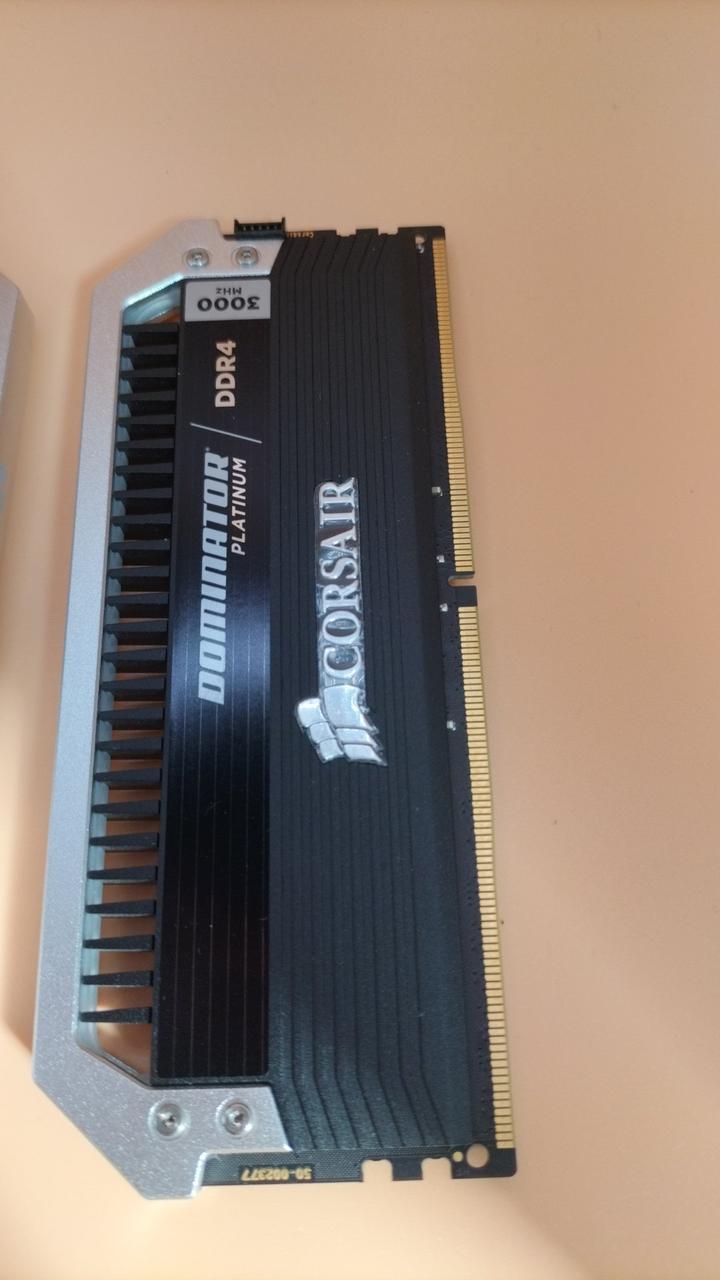 DOMINATOR®
PLATINUM
DDR4
3000
MHz
CORSAIR
50-002377